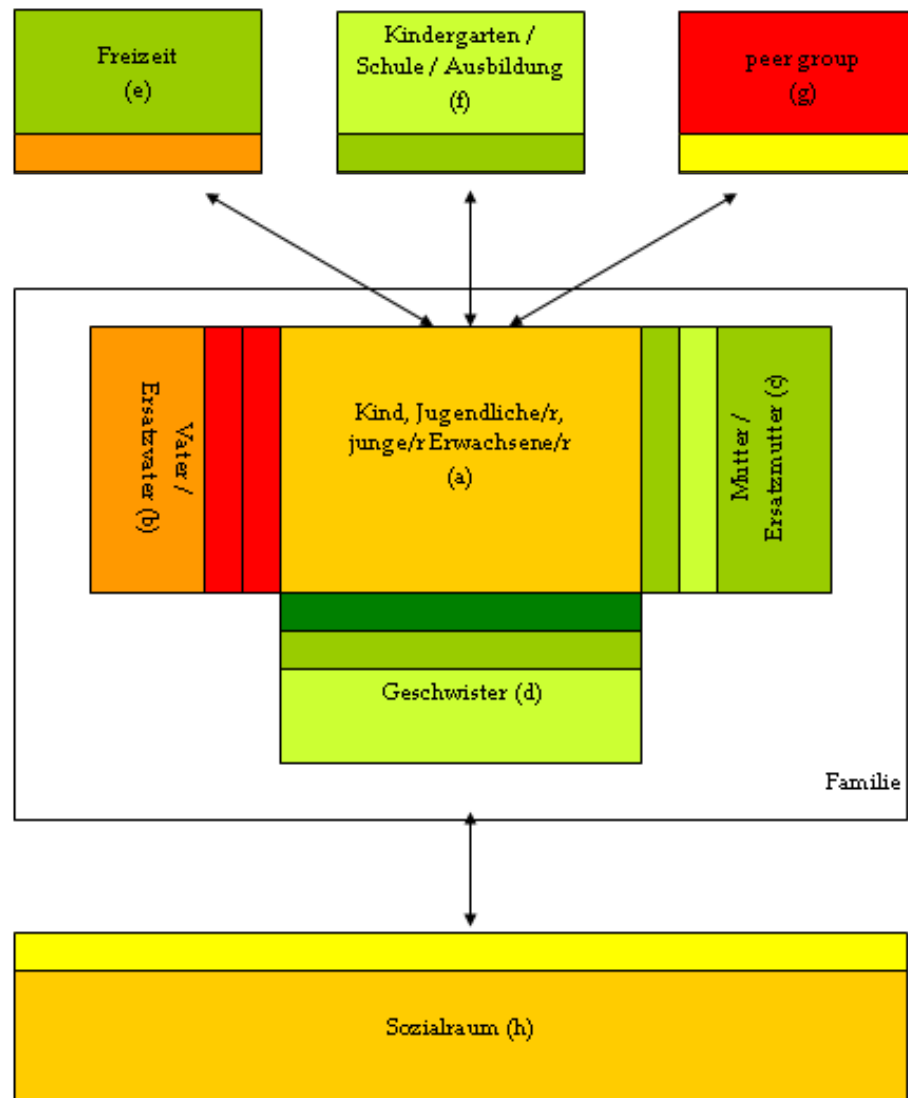 Freizeit
(e)
Kindergarten /
Schule / Ausbildung
(f)
peer group
(g)
Vater /
Ersatzvater (b)
Kind, Jugendliche/r,
junge/r Erwachsene/r
(a)
Mutter /
Ersatzmutter (c)
Geschwister (d)
Familie
Sozialraum (h)